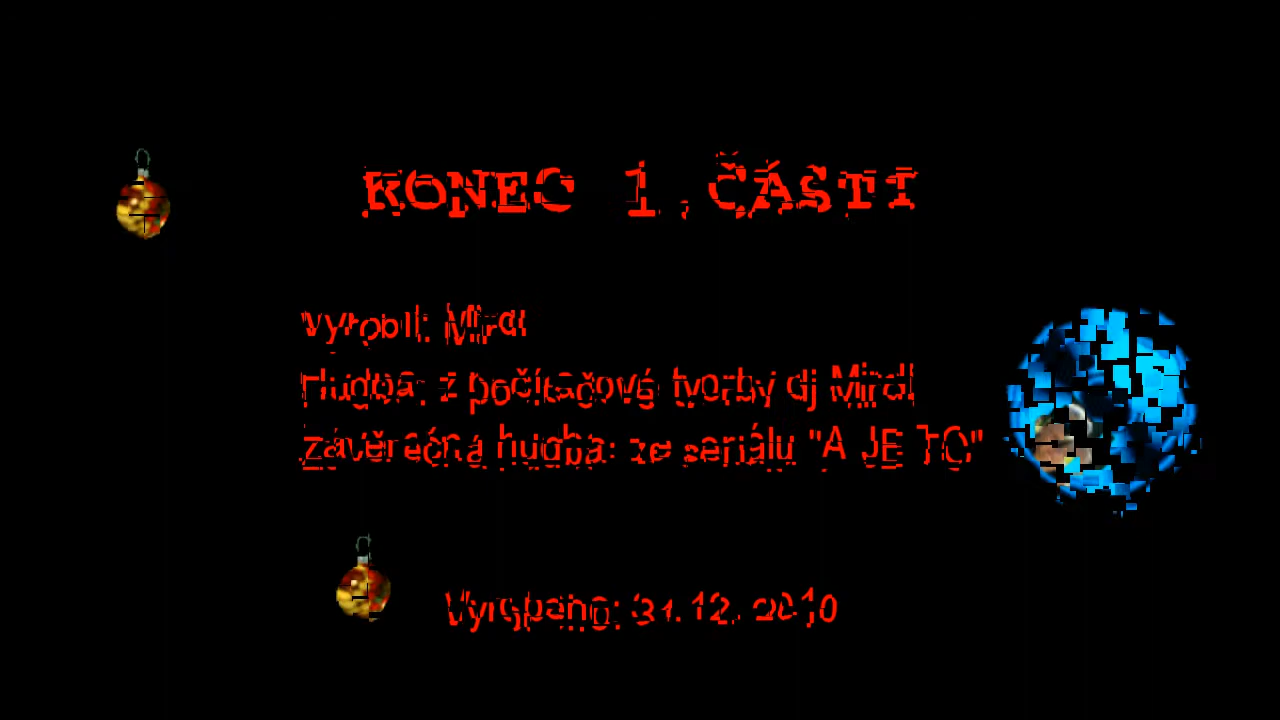 KONEC 1. ČÁSTI
Vyrobil: Mirdl
Hudba: z počítačové tvorby dj Mirdl
Závěrečná hudba: ze seriálu "A JE TO"
Vyrobeno: 31.12. 2010